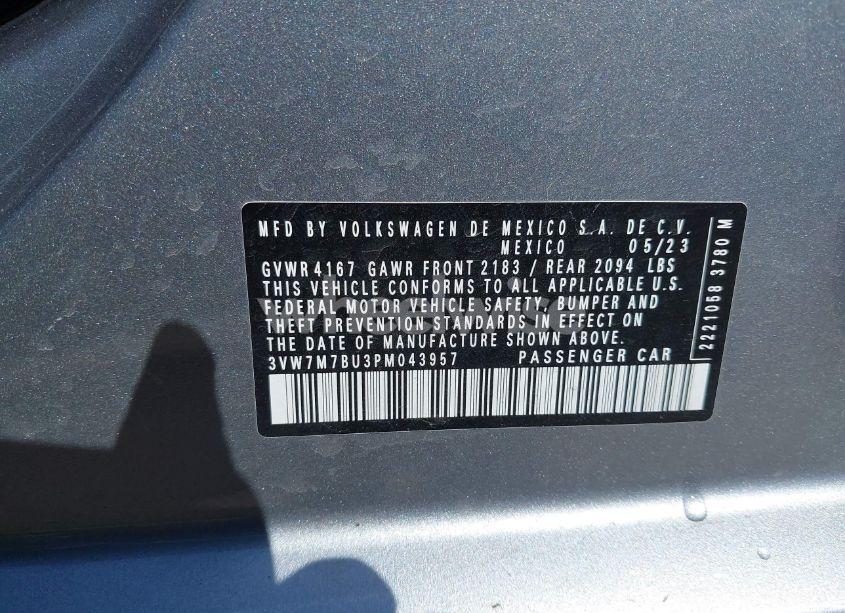 MFD BY VOLKSWAGEN DE MEXICO S.A. DE C.V.
MEXICO 05/23
GVWR 4167 GAWR FRONT 2183 / REAR 2094 LBS
THIS VEHICLE CONFORMS TO ALL APPLICABLE U.S.
FEDERAL MOTOR VEHICLE SAFETY, BUMPER AND
THEFT PREVENTION STANDARDS IN EFFECT ON
THE DATE OF MANUFACTURE SHOWN ABOVE.
3VW7M7BU3PM043957 PASSENGER CAR
2221058 3780 M